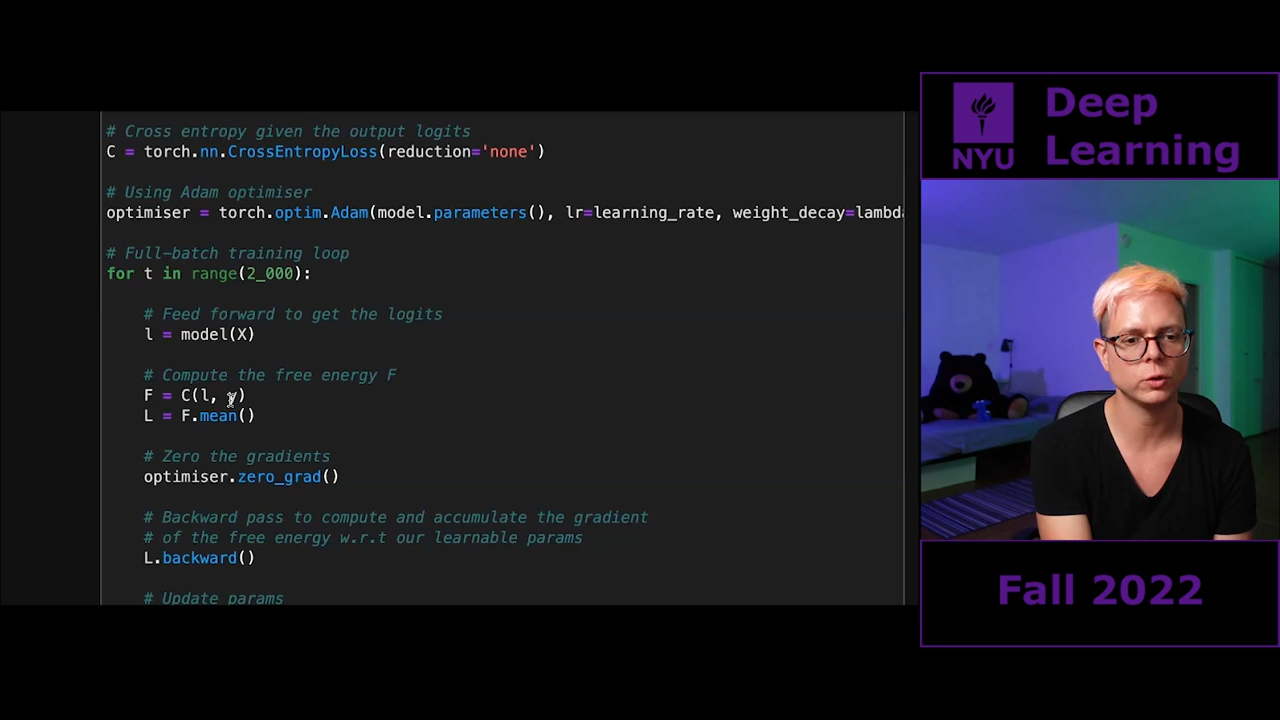 # Cross entropy given the output logits
C = torch.nn.CrossEntropyLoss(reduction='none')
# Using Adam optimiser
optimiser = torch.optim.Adam(model.parameters(), lr=learning_rate, weight_decay=lambda
# Full-batch training loop
for t in range(2_000):
# Feed forward to get the logits
l = model(X)
# Compute the free energy F
F = C(l, y)
L = F.mean()
# Zero the gradients
optimiser.zero_grad()
# Backward pass to compute and accumulate the gradient
# of the free energy w.r.t our learnable params
L.backward()
# Update params
NYU
Deep
Learning
Fall 2022